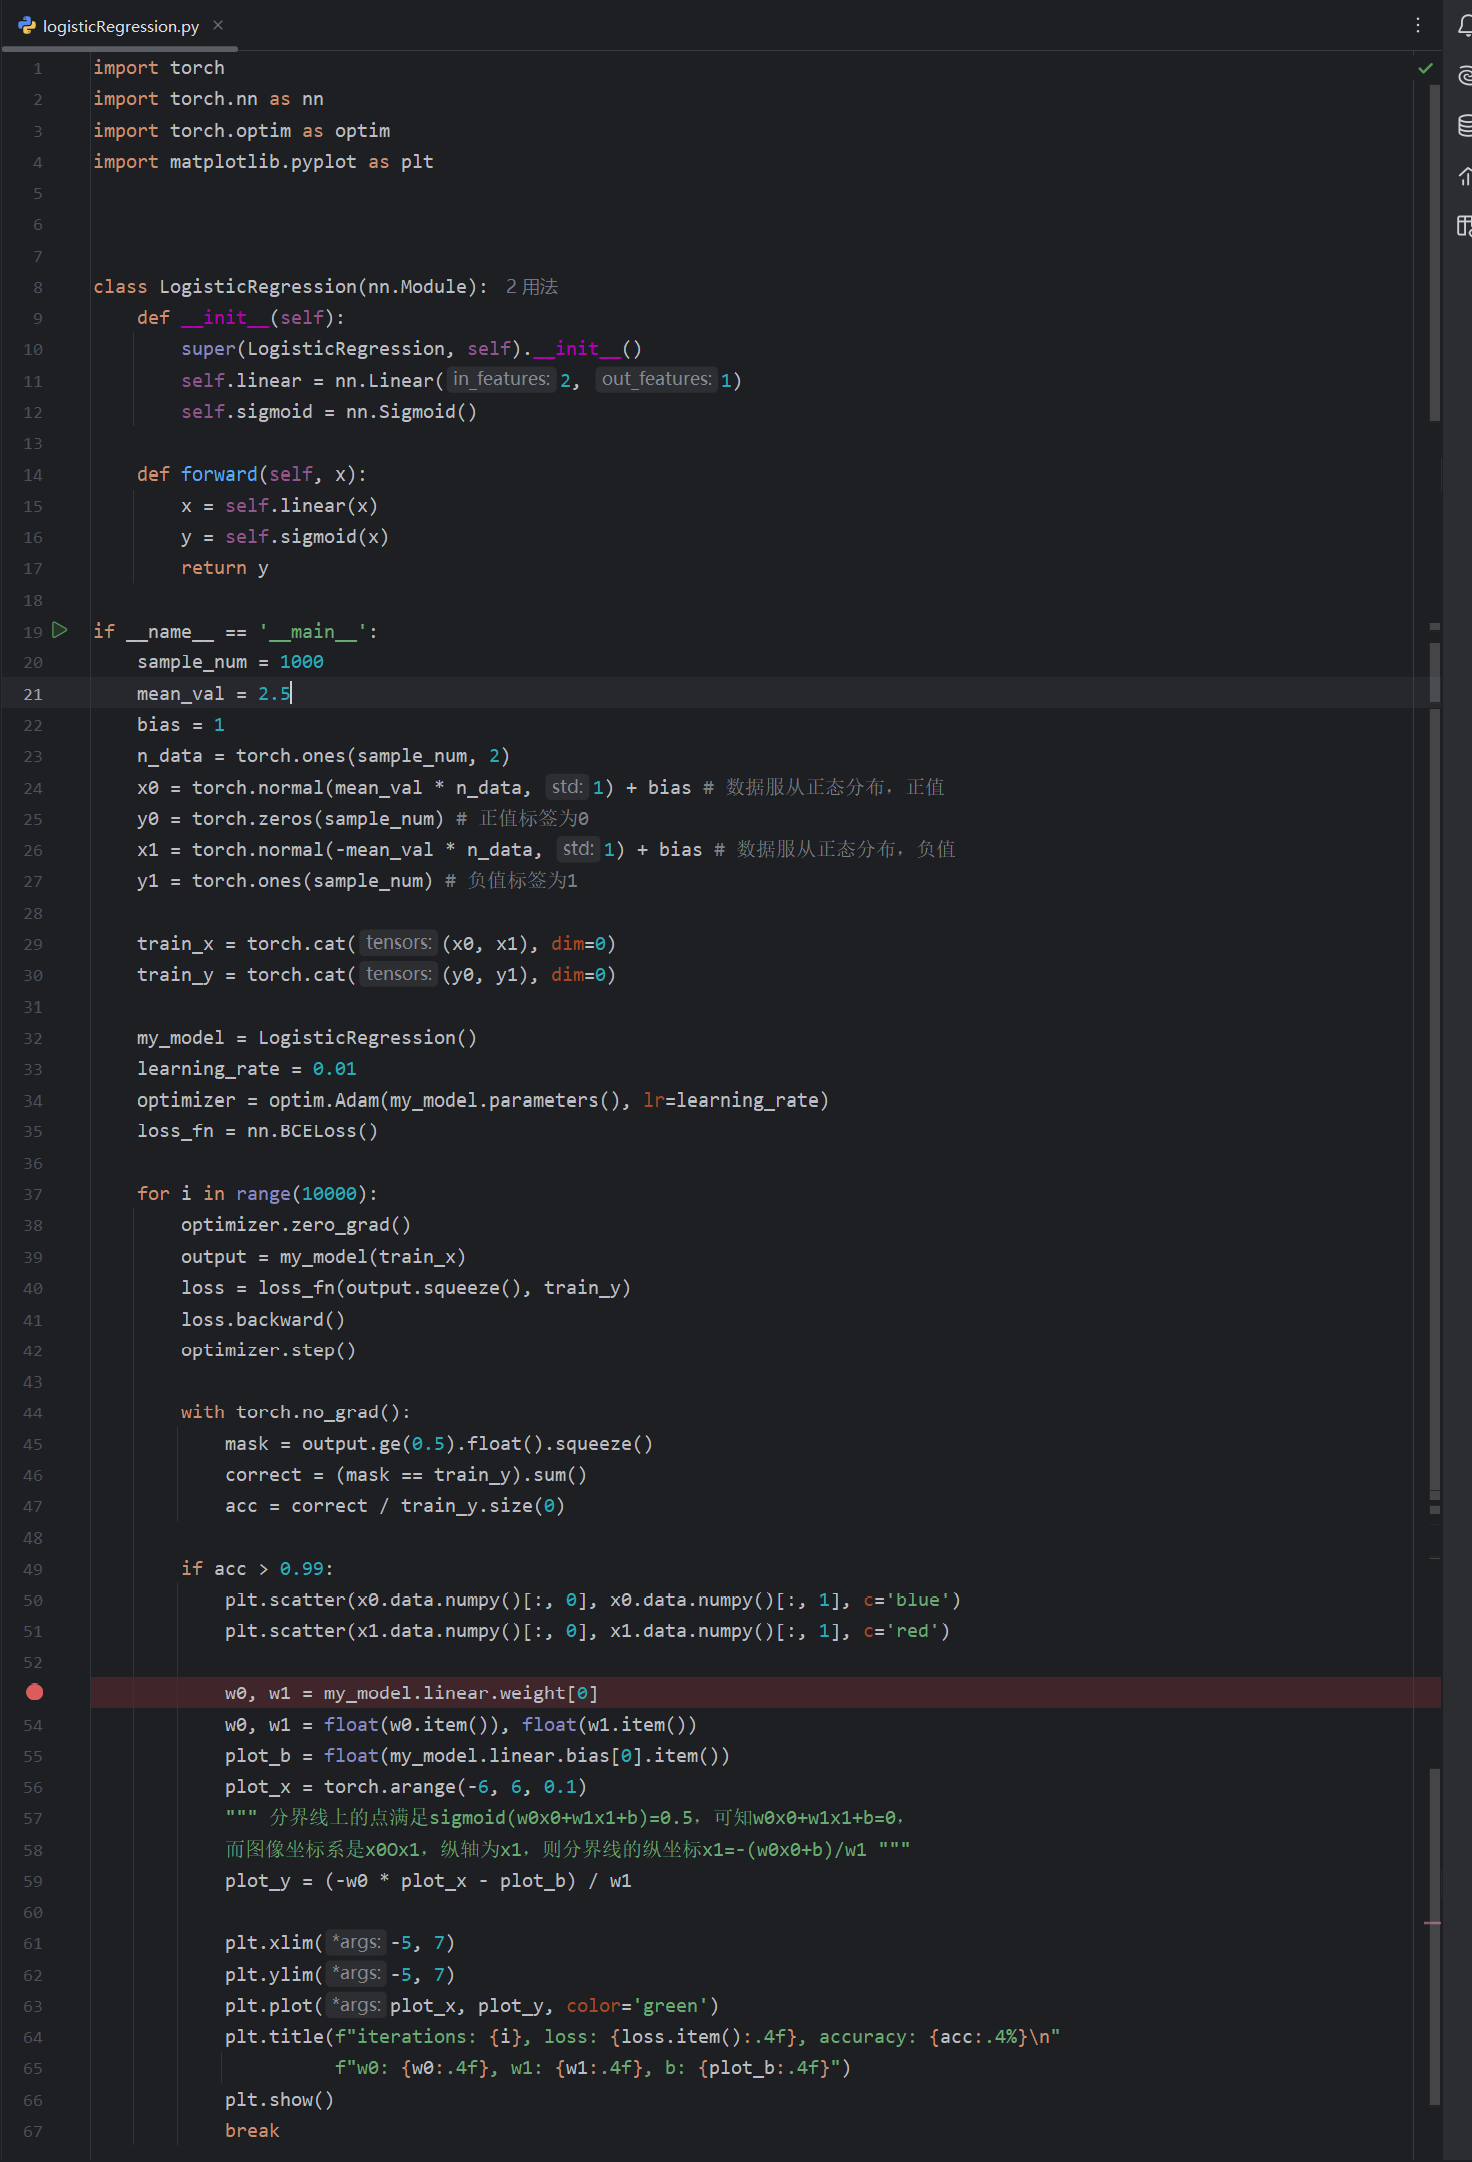 logisticRegression.py
1 import torch
2 import torch.nn as nn
3 import torch.optim as optim
4 import matplotlib.pyplot as plt
5
6
7
8 class LogisticRegression(nn.Module): 2 用法
9     def __init__(self):
10         super(LogisticRegression, self).__init__()
11         self.linear = nn.Linear( in_features: 2, out_features: 1)
12         self.sigmoid = nn.Sigmoid()
13
14     def forward(self, x):
15         x = self.linear(x)
16         y = self.sigmoid(x)
17         return y
18
19 if __name__ == '__main__':
20     sample_num = 1000
21     mean_val = 2.5
22     bias = 1
23     n_data = torch.ones(sample_num, 2)
24     x0 = torch.normal(mean_val * n_data, std: 1) + bias # 数据服从正态分布，正值
25     y0 = torch.zeros(sample_num) # 正值标签为0
26     x1 = torch.normal(-mean_val * n_data, std: 1) + bias # 数据服从正态分布，负值
27     y1 = torch.ones(sample_num) # 负值标签为1
28
29     train_x = torch.cat( tensors: (x0, x1), dim=0)
30     train_y = torch.cat( tensors: (y0, y1), dim=0)
31
32     my_model = LogisticRegression()
33     learning_rate = 0.01
34     optimizer = optim.Adam(my_model.parameters(), lr=learning_rate)
35     loss_fn = nn.BCELoss()
36
37     for i in range(10000):
38         optimizer.zero_grad()
39         output = my_model(train_x)
40         loss = loss_fn(output.squeeze(), train_y)
41         loss.backward()
42         optimizer.step()
43
44         with torch.no_grad():
45             mask = output.ge(0.5).float().squeeze()
46             correct = (mask == train_y).sum()
47             acc = correct / train_y.size(0)
48
49         if acc > 0.99:
50             plt.scatter(x0.data.numpy()[:, 0], x0.data.numpy()[:, 1], c='blue')
51             plt.scatter(x1.data.numpy()[:, 0], x1.data.numpy()[:, 1], c='red')
52
            w0, w1 = my_model.linear.weight[0]
54             w0, w1 = float(w0.item()), float(w1.item())
55             plot_b = float(my_model.linear.bias[0].item())
56             plot_x = torch.arange(-6, 6, 0.1)
57             """ 分界线上的点满足sigmoid(w0x0+w1x1+b)=0.5，可知w0x0+w1x1+b=0，
58             而图像坐标系是x0Ox1，纵轴为x1，则分界线的纵坐标x1=-(w0x0+b)/w1 """
59             plot_y = (-w0 * plot_x - plot_b) / w1
60
61             plt.xlim( *args: -5, 7)
62             plt.ylim( *args: -5, 7)
63             plt.plot( *args: plot_x, plot_y, color='green')
64             plt.title(f"iterations: {i}, loss: {loss.item():.4f}, accuracy: {acc:.4%}\n"
65                       f"w0: {w0:.4f}, w1: {w1:.4f}, b: {plot_b:.4f}")
66             plt.show()
67             break